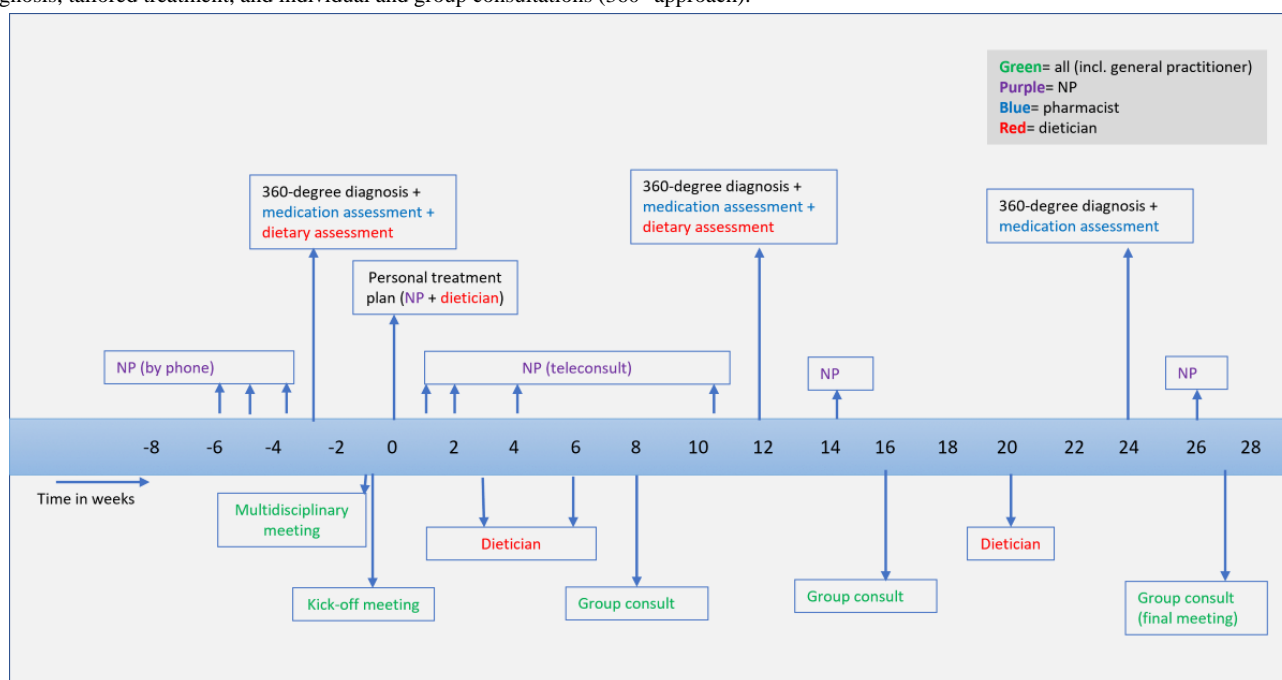 gnosis, tailored treatment, and individual and group consultations (360° approach).
Green= all (incl. general practitioner)
Purple= NP
Blue= pharmacist
Red= dietician
360-degree diagnosis +
medication assessment +
dietary assessment
360-degree diagnosis +
medication assessment +
dietary assessment
360-degree diagnosis +
medication assessment
Personal treatment
plan (NP + dietician)
NP (by phone)
NP (teleconsult)
NP
NP
-8 -6 -4 -2 0 2 4 6 8 10 12 14 16 18 20 22 24 26 28
Time in weeks
Multidisciplinary
meeting
Dietician
Dietician
Kick-off meeting
Group consult
Group consult
Group consult
(final meeting)